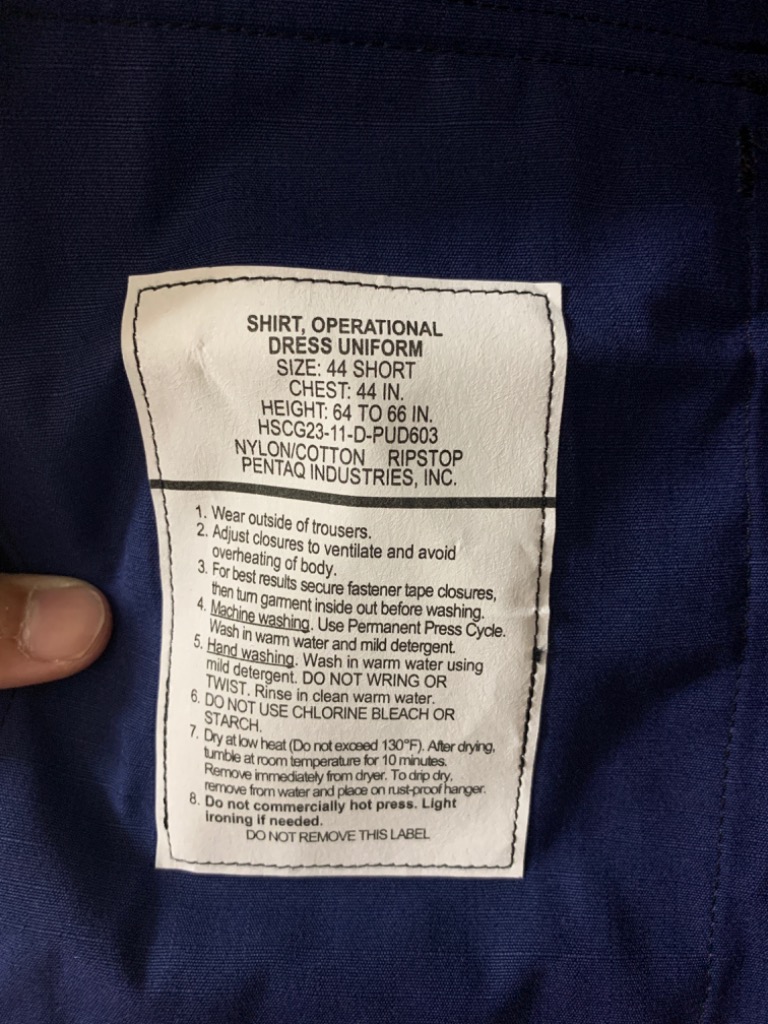 SHIRT, OPERATIONAL
DRESS UNIFORM
SIZE: 44 SHORT
CHEST: 44 IN.
HEIGHT: 64 TO 66 IN.
HSCG23-11-D-PUD603
NYLON/COTTON RIPSTOP
PENTAQ INDUSTRIES, INC.
1. Wear outside of trousers.
2. Adjust closures to ventilate and avoid
overheating of body.
3. For best results secure fastener tape closures,
then turn garment inside out before washing.
4. Machine washing. Use Permanent Press Cycle.
Wash in warm water and mild detergent.
5. Hand washing. Wash in warm water using
mild detergent. DO NOT WRING OR
TWIST. Rinse in clean warm water.
6. DO NOT USE CHLORINE BLEACH OR
STARCH.
7. Dry at low heat (Do not exceed 130°F). After drying,
tumble at room temperature for 10 minutes.
Remove immediately from dryer. To drip dry,
remove from water and place on rust-proof hanger.
8. Do not commercially hot press. Light
ironing if needed.
DO NOT REMOVE THIS LABEL